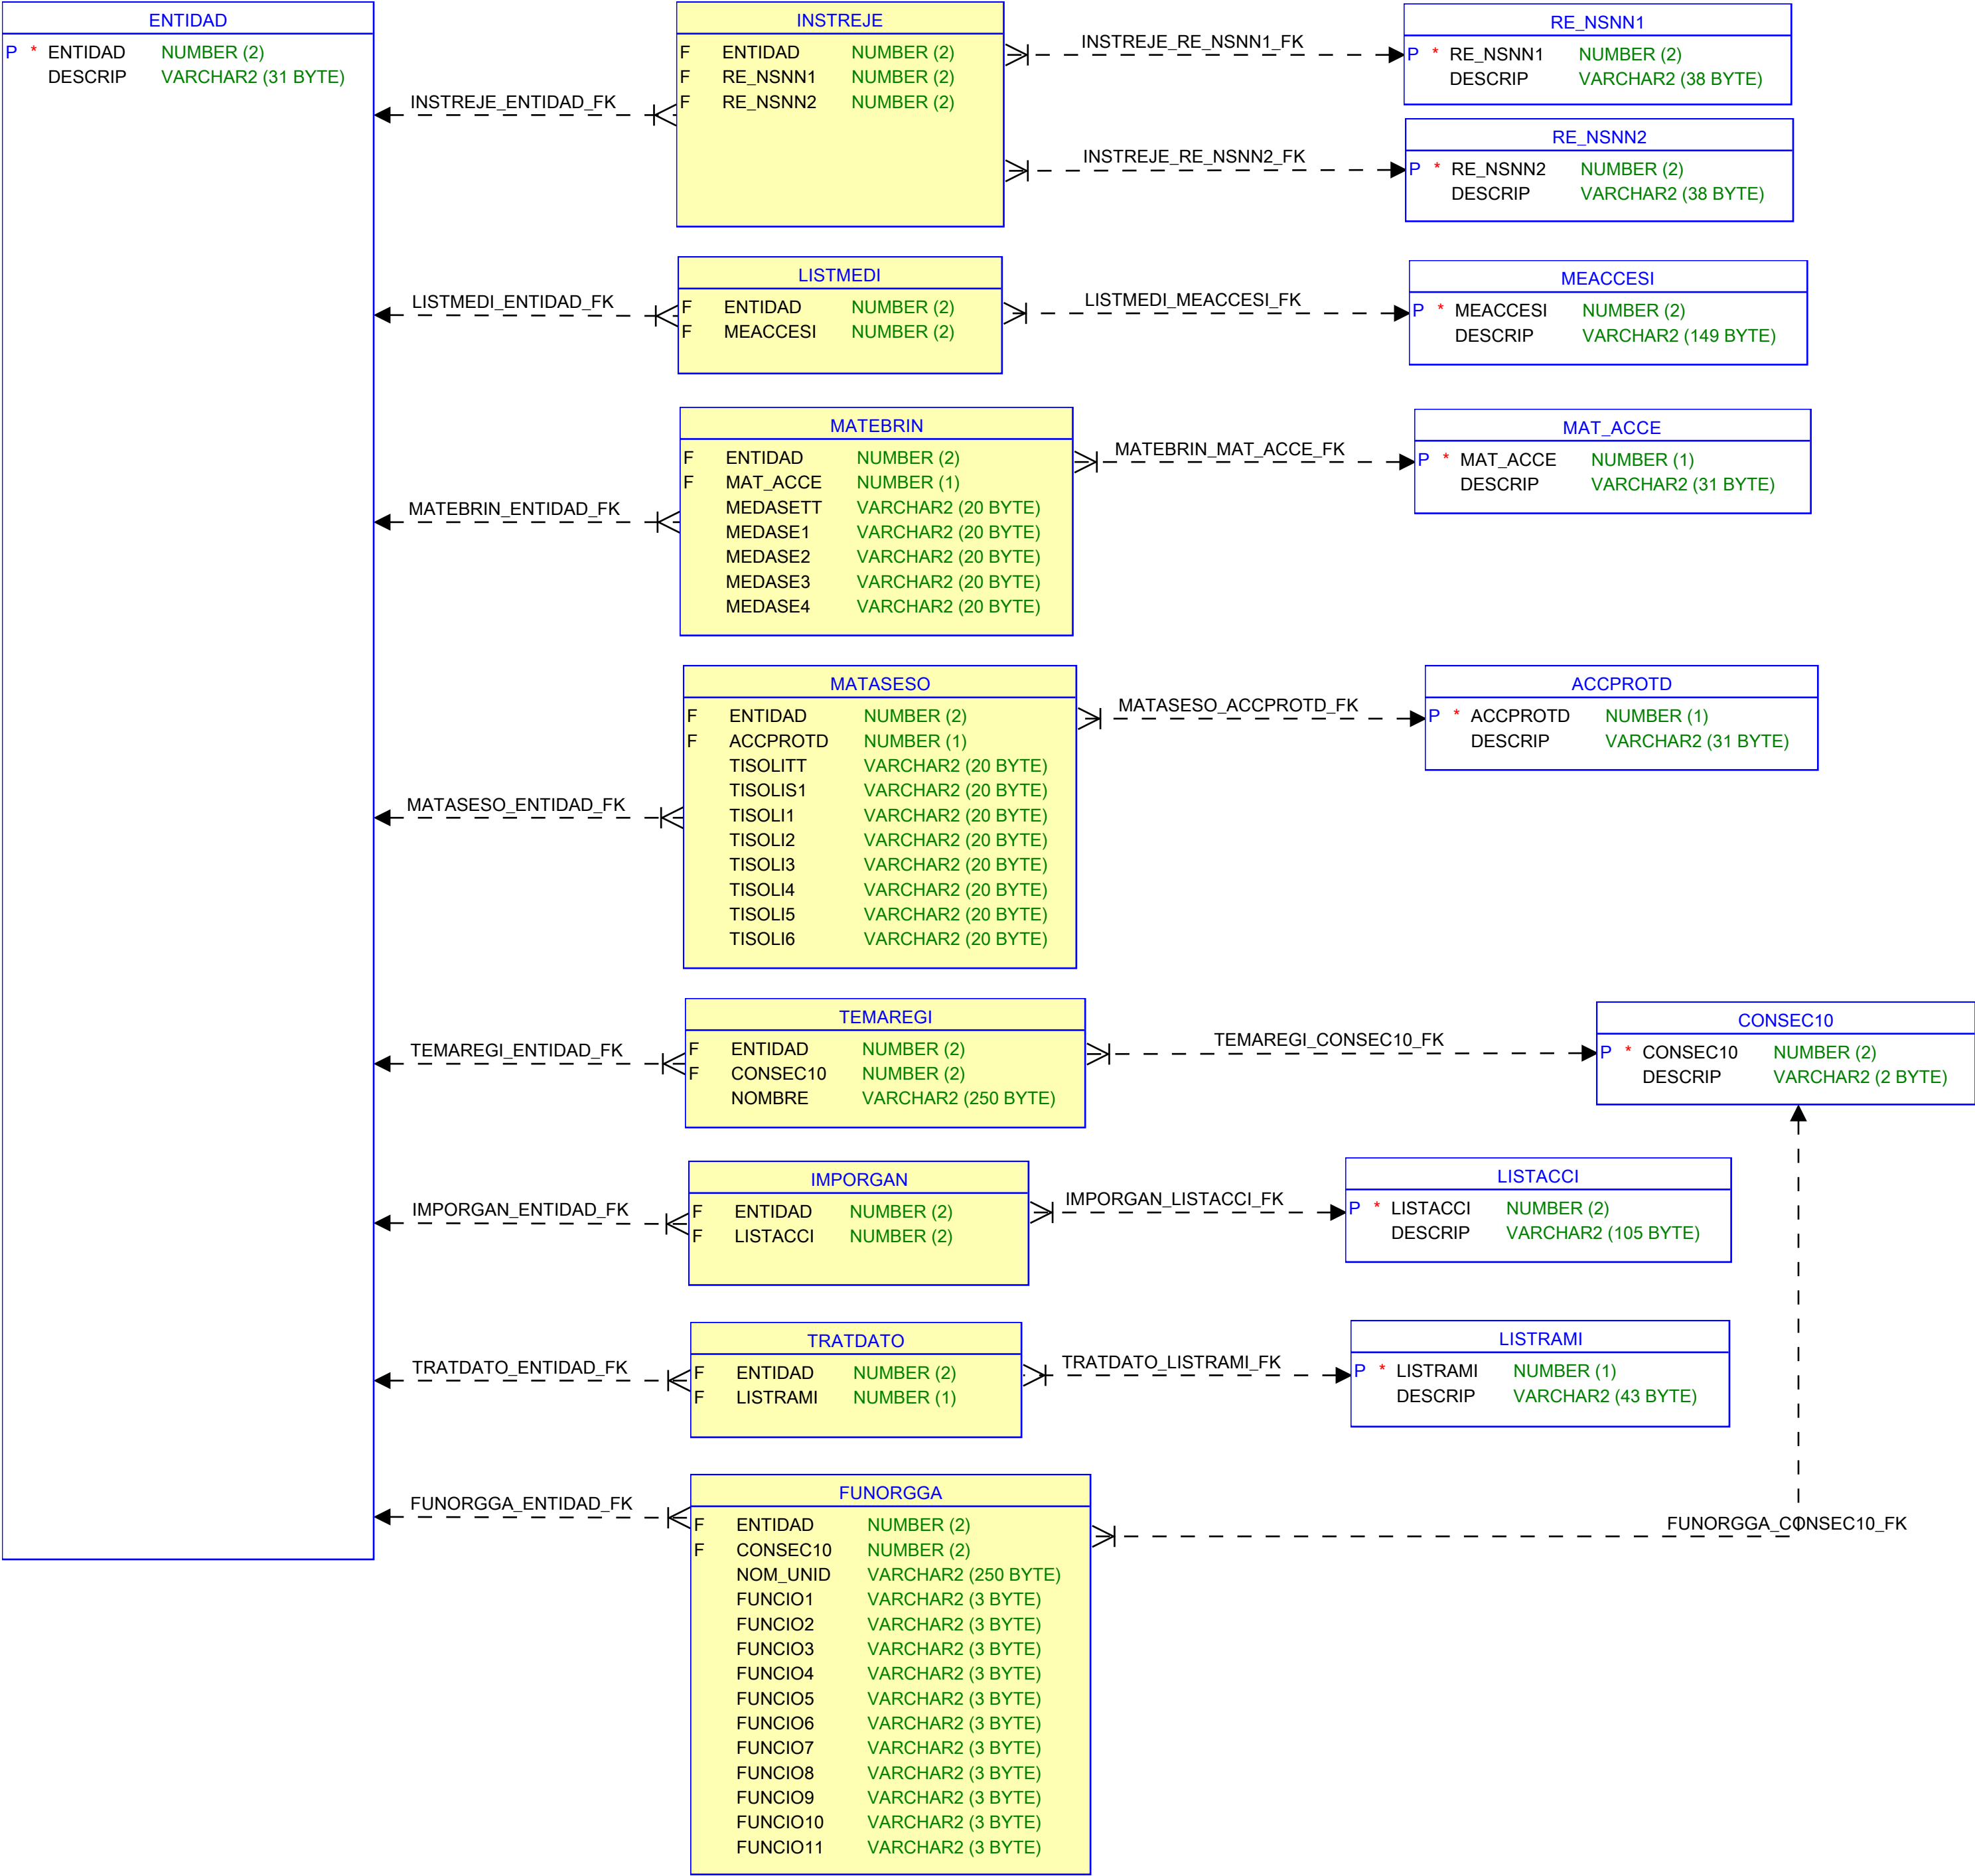 ENTIDAD
P * ENTIDAD NUMBER (2)
DESCRIP VARCHAR2 (31 BYTE)
INSTREJE_ENTIDAD_FK
LISTMEDI_ENTIDAD_FK
MATEBRIN_ENTIDAD_FK
MATASESO_ENTIDAD_FK
TEMAREGI_ENTIDAD_FK
IMPORGAN_ENTIDAD_FK
TRATDATO_ENTIDAD_FK
FUNORGGA_ENTIDAD_FK
INSTREJE
F ENTIDAD NUMBER (2)
F RE_NSNN1 NUMBER (2)
F RE_NSNN2 NUMBER (2)
INSTREJE_RE_NSNN1_FK
INSTREJE_RE_NSNN2_FK
RE_NSNN1
P * RE_NSNN1 NUMBER (2)
DESCRIP VARCHAR2 (38 BYTE)
RE_NSNN2
P * RE_NSNN2 NUMBER (2)
DESCRIP VARCHAR2 (38 BYTE)
LISTMEDI
F ENTIDAD NUMBER (2)
F MEACCESI NUMBER (2)
LISTMEDI_MEACCESI_FK
MEACCESI
P * MEACCESI NUMBER (2)
DESCRIP VARCHAR2 (149 BYTE)
MATEBRIN
F ENTIDAD NUMBER (2)
F MAT_ACCE NUMBER (1)
MEDASETT VARCHAR2 (20 BYTE)
MEDASE1 VARCHAR2 (20 BYTE)
MEDASE2 VARCHAR2 (20 BYTE)
MEDASE3 VARCHAR2 (20 BYTE)
MEDASE4 VARCHAR2 (20 BYTE)
MATEBRIN_MAT_ACCE_FK
MAT_ACCE
P * MAT_ACCE NUMBER (1)
DESCRIP VARCHAR2 (31 BYTE)
MATASESO
F ENTIDAD NUMBER (2)
F ACCPROTD NUMBER (1)
TISOLITT VARCHAR2 (20 BYTE)
TISOLIS1 VARCHAR2 (20 BYTE)
TISOLI1 VARCHAR2 (20 BYTE)
TISOLI2 VARCHAR2 (20 BYTE)
TISOLI3 VARCHAR2 (20 BYTE)
TISOLI4 VARCHAR2 (20 BYTE)
TISOLI5 VARCHAR2 (20 BYTE)
TISOLI6 VARCHAR2 (20 BYTE)
MATASESO_ACCPROTD_FK
ACCPROTD
P * ACCPROTD NUMBER (1)
DESCRIP VARCHAR2 (31 BYTE)
TEMAREGI
F ENTIDAD NUMBER (2)
F CONSEC10 NUMBER (2)
NOMBRE VARCHAR2 (250 BYTE)
TEMAREGI_CONSEC10_FK
CONSEC10
P * CONSEC10 NUMBER (2)
DESCRIP VARCHAR2 (2 BYTE)
IMPORGAN
F ENTIDAD NUMBER (2)
F LISTACCI NUMBER (2)
IMPORGAN_LISTACCI_FK
LISTACCI
P * LISTACCI NUMBER (2)
DESCRIP VARCHAR2 (105 BYTE)
TRATDATO
F ENTIDAD NUMBER (2)
F LISTRAMI NUMBER (1)
TRATDATO_LISTRAMI_FK
LISTRAMI
P * LISTRAMI NUMBER (1)
DESCRIP VARCHAR2 (43 BYTE)
FUNORGGA
F ENTIDAD NUMBER (2)
F CONSEC10 NUMBER (2)
NOM_UNID VARCHAR2 (250 BYTE)
FUNCIO1 VARCHAR2 (3 BYTE)
FUNCIO2 VARCHAR2 (3 BYTE)
FUNCIO3 VARCHAR2 (3 BYTE)
FUNCIO4 VARCHAR2 (3 BYTE)
FUNCIO5 VARCHAR2 (3 BYTE)
FUNCIO6 VARCHAR2 (3 BYTE)
FUNCIO7 VARCHAR2 (3 BYTE)
FUNCIO8 VARCHAR2 (3 BYTE)
FUNCIO9 VARCHAR2 (3 BYTE)
FUNCIO10 VARCHAR2 (3 BYTE)
FUNCIO11 VARCHAR2 (3 BYTE)
FUNORGGA_CONSEC10_FK